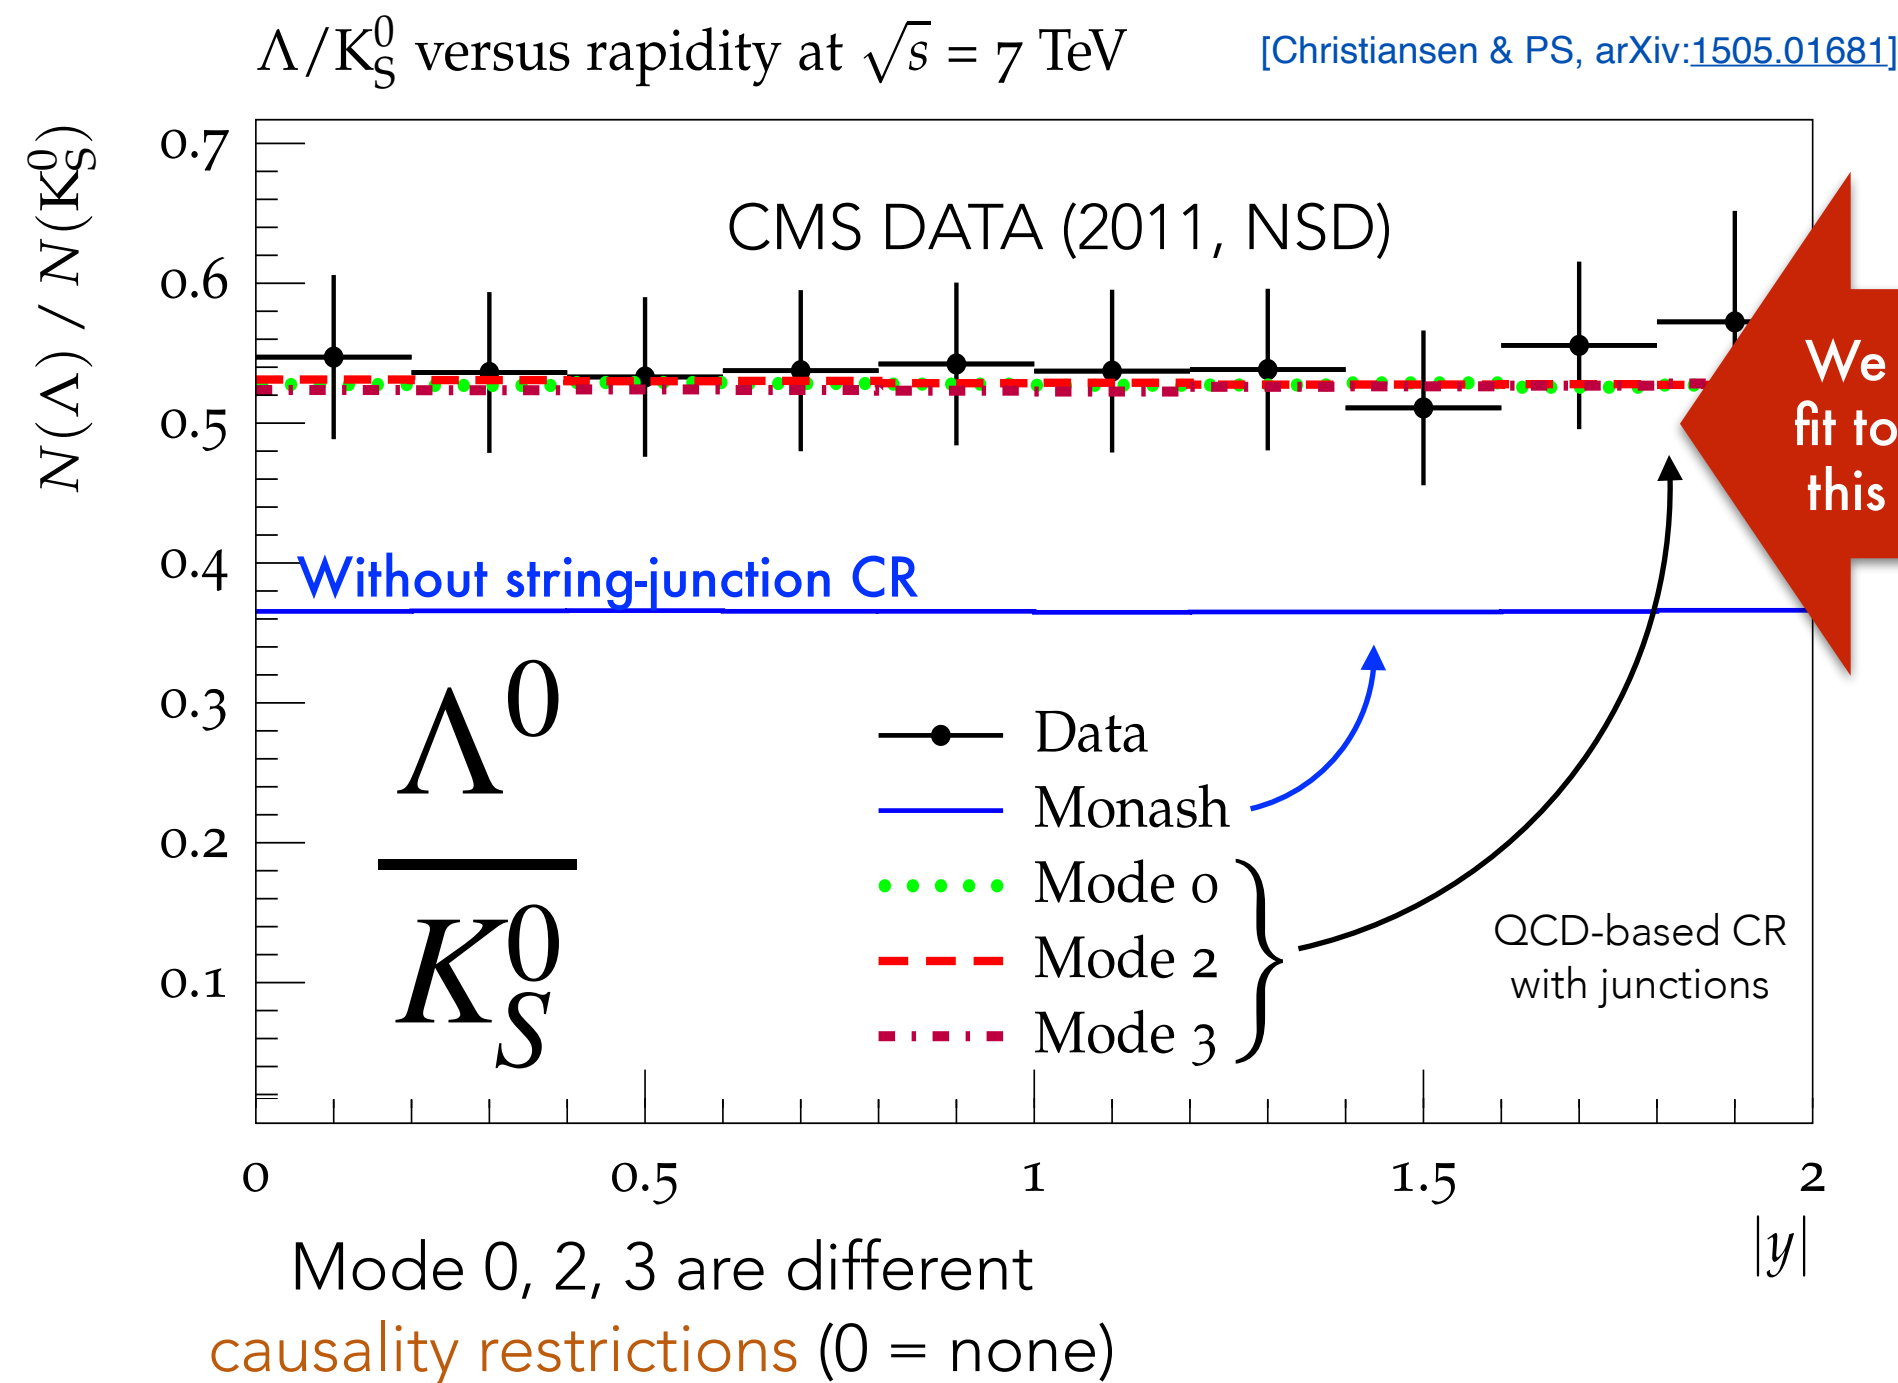 Λ/K⁰_S versus rapidity at √s = 7 TeV
[Christiansen & PS, arXiv:1505.01681]
N(Λ) / N(K⁰_S)
0.7
0.6
0.5
0.4
0.3
0.2
0.1
CMS DATA (2011, NSD)
We
fit to
this
Without string-junction CR
Λ⁰
K⁰_S
Data
Monash
Mode 0
Mode 2
Mode 3
QCD-based CR
with junctions
0 0.5 1 1.5 2
|y|
Mode 0, 2, 3 are different
causality restrictions (0 = none)